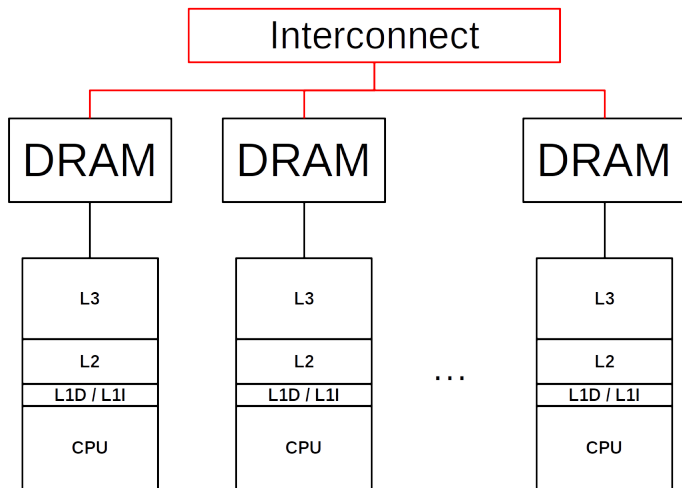 Interconnect
DRAM DRAM DRAM
L3 L3 L3
L2 L2 ... L2
L1D / L1I L1D / L1I L1D / L1I
CPU CPU CPU